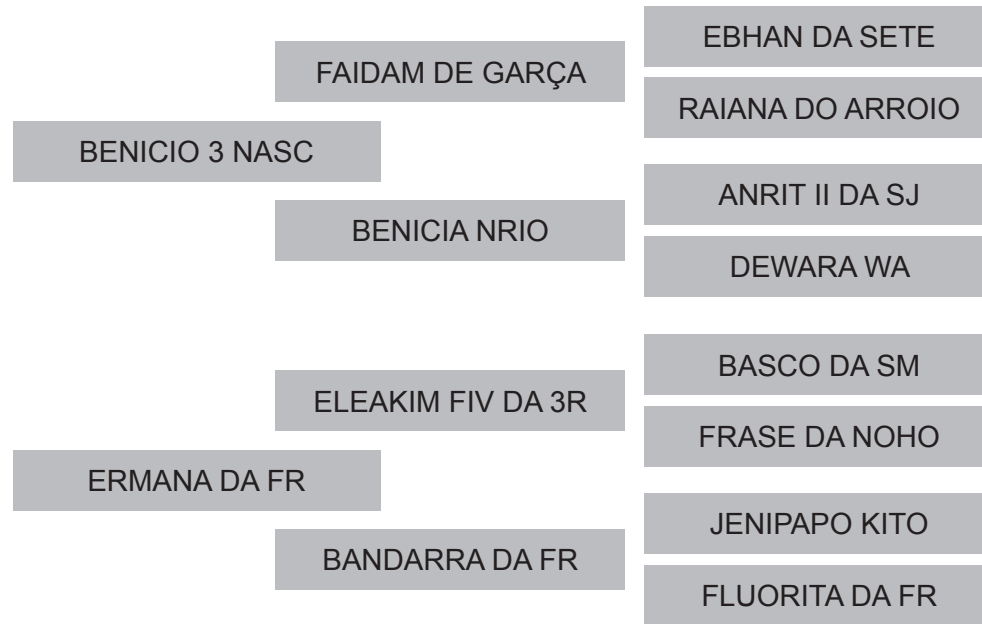 EBHAN DA SETE
FAIDAM DE GARÇA
RAIANA DO ARROIO
BENICIO 3 NASC
ANRIT II DA SJ
BENICIA NRIO
DEWARA WA
BASCO DA SM
ELEAKIM FIV DA 3R
FRASE DA NOHO
ERMANA DA FR
JENIPAPO KITO
BANDARRA DA FR
FLUORITA DA FR